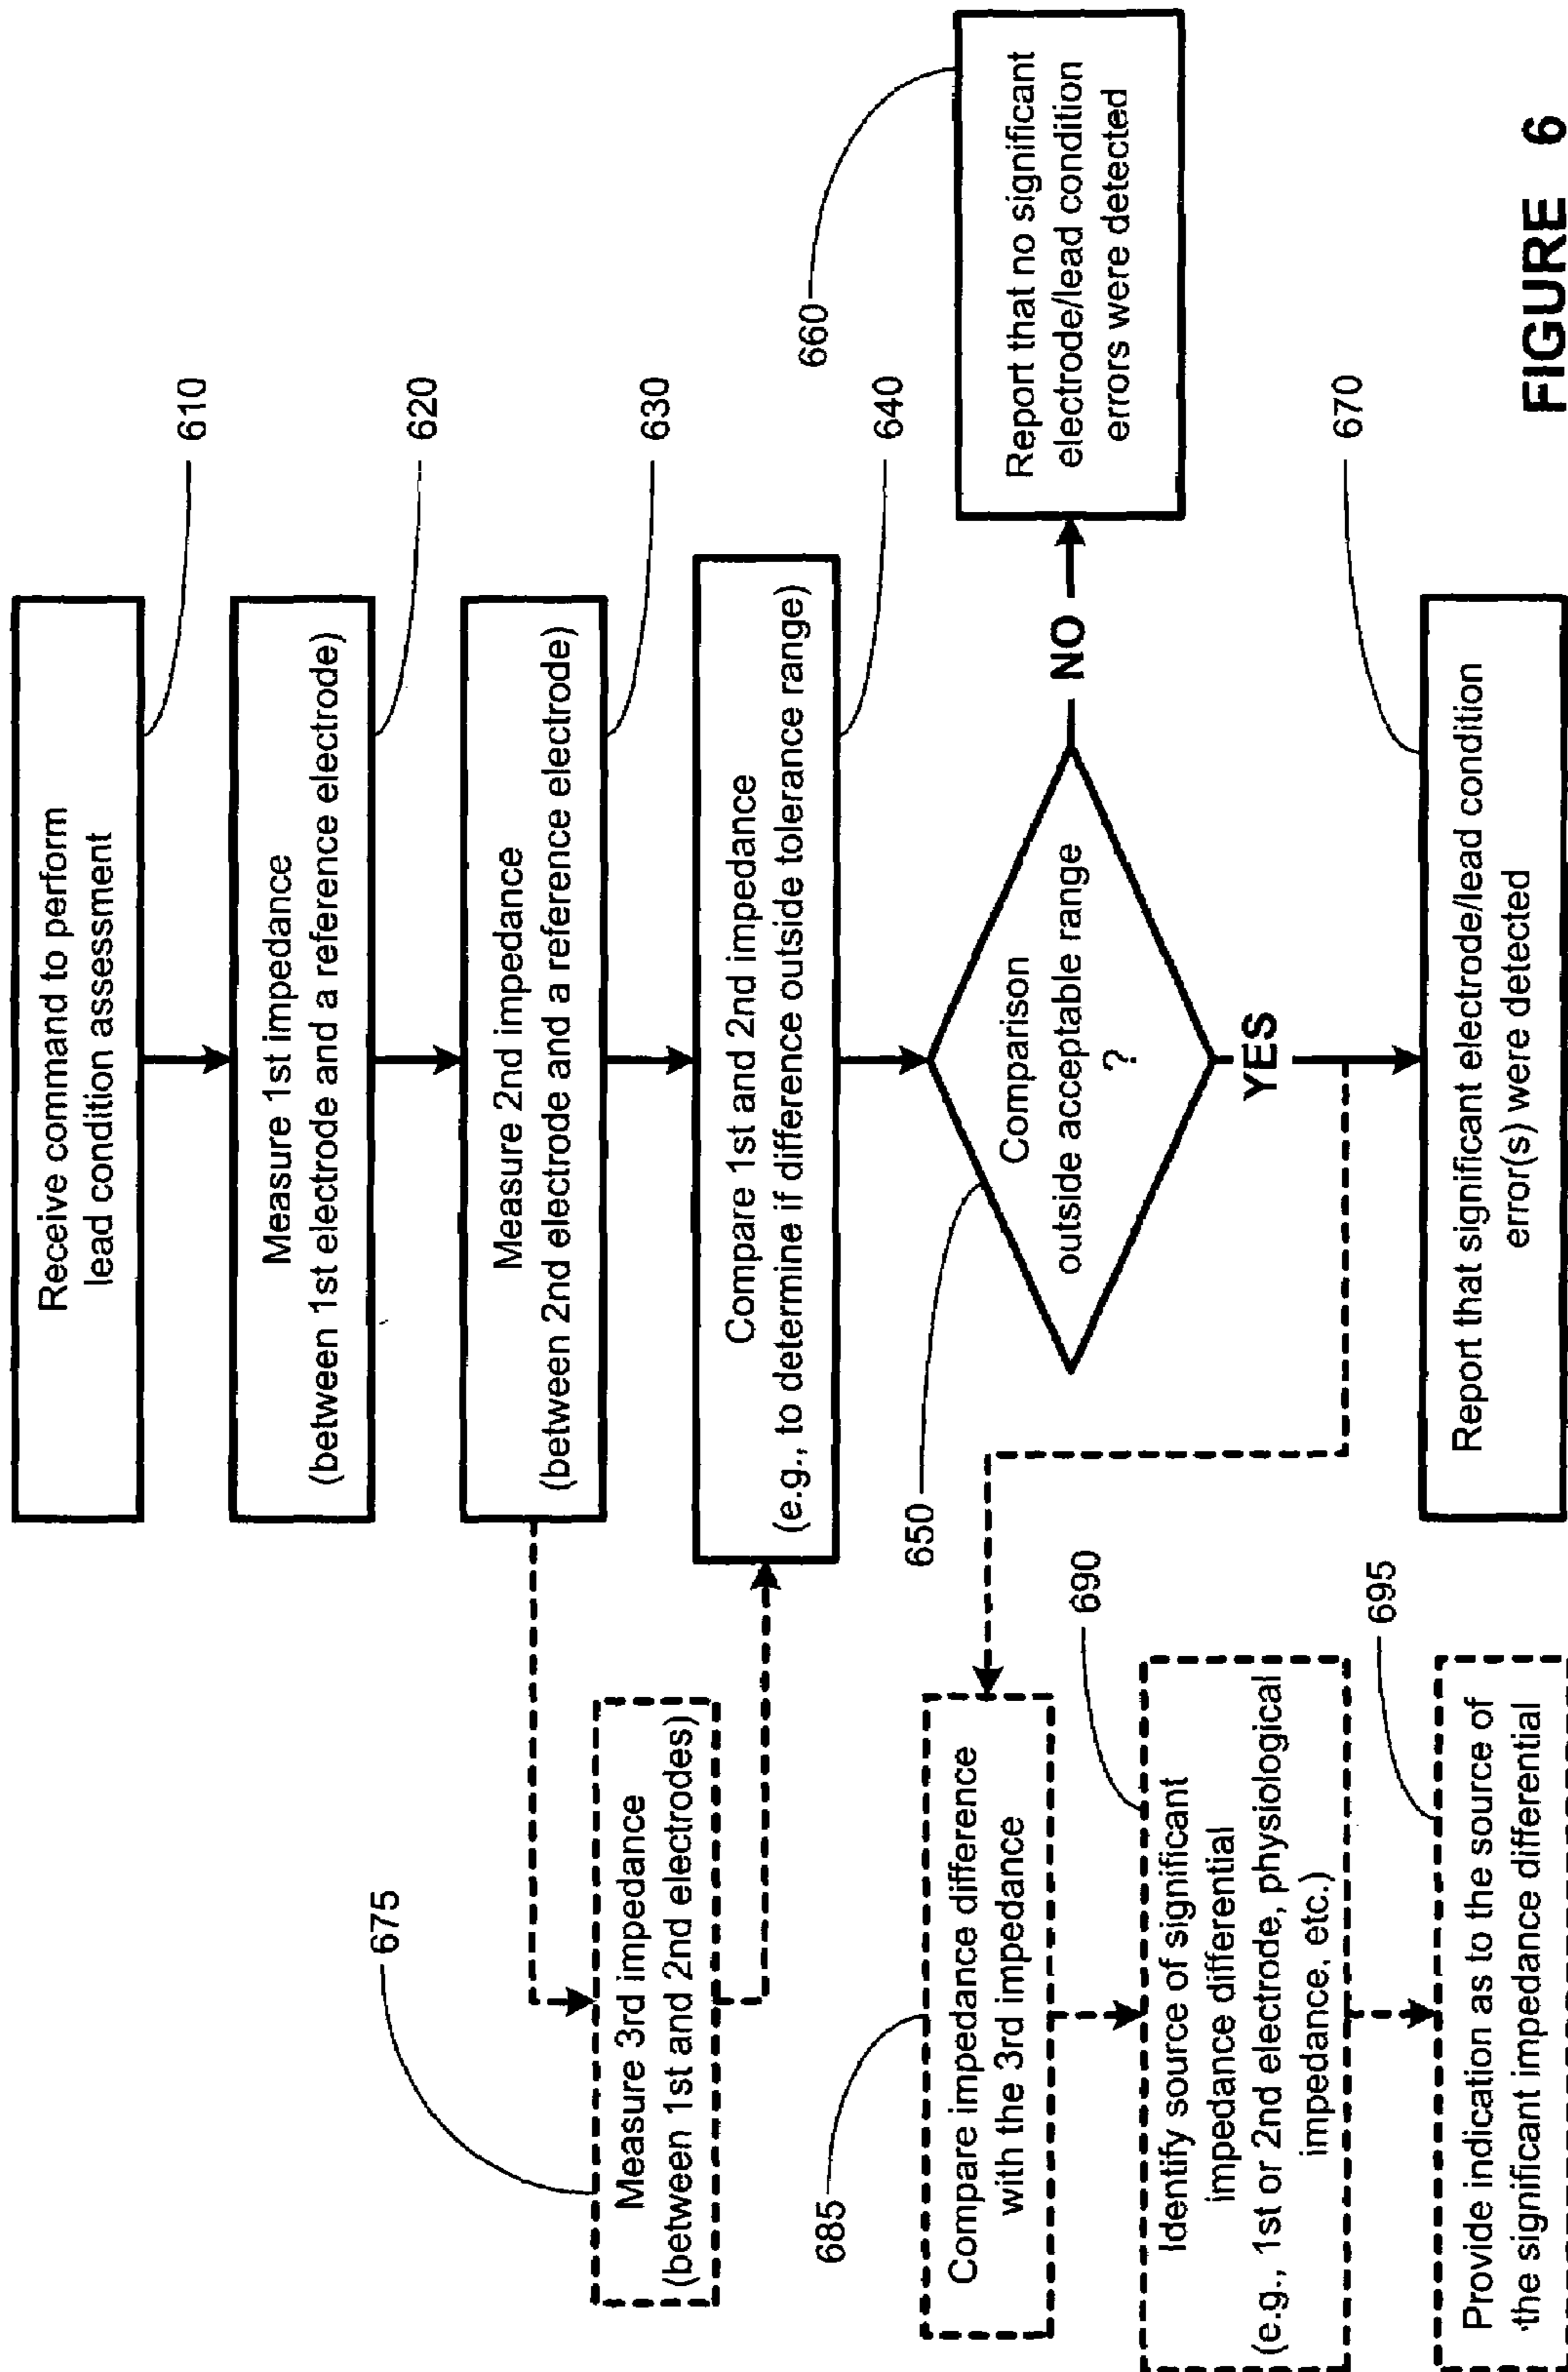 Receive command to perform
lead condition assessment
610
Measure 1st impedance
(between 1st electrode and a reference electrode)
620
Measure 2nd impedance
(between 2nd electrode and a reference electrode)
630
675
Measure 3rd impedance
(between 1st and 2nd electrodes)
Compare 1st and 2nd impedance
(e.g., to determine if difference outside tolerance range)
640
650
Comparison
outside acceptable range
?
NO
660
Report that no significant
electrode/lead condition
errors were detected
YES
685
Compare impedance difference
with the 3rd impedance
690
Identify source of significant
impedance differential
(e.g., 1st or 2nd electrode, physiological
impedance, etc.)
695
Provide indication as to the source of
the significant impedance differential
670
Report that significant electrode/lead condition
error(s) were detected
FIGURE 6